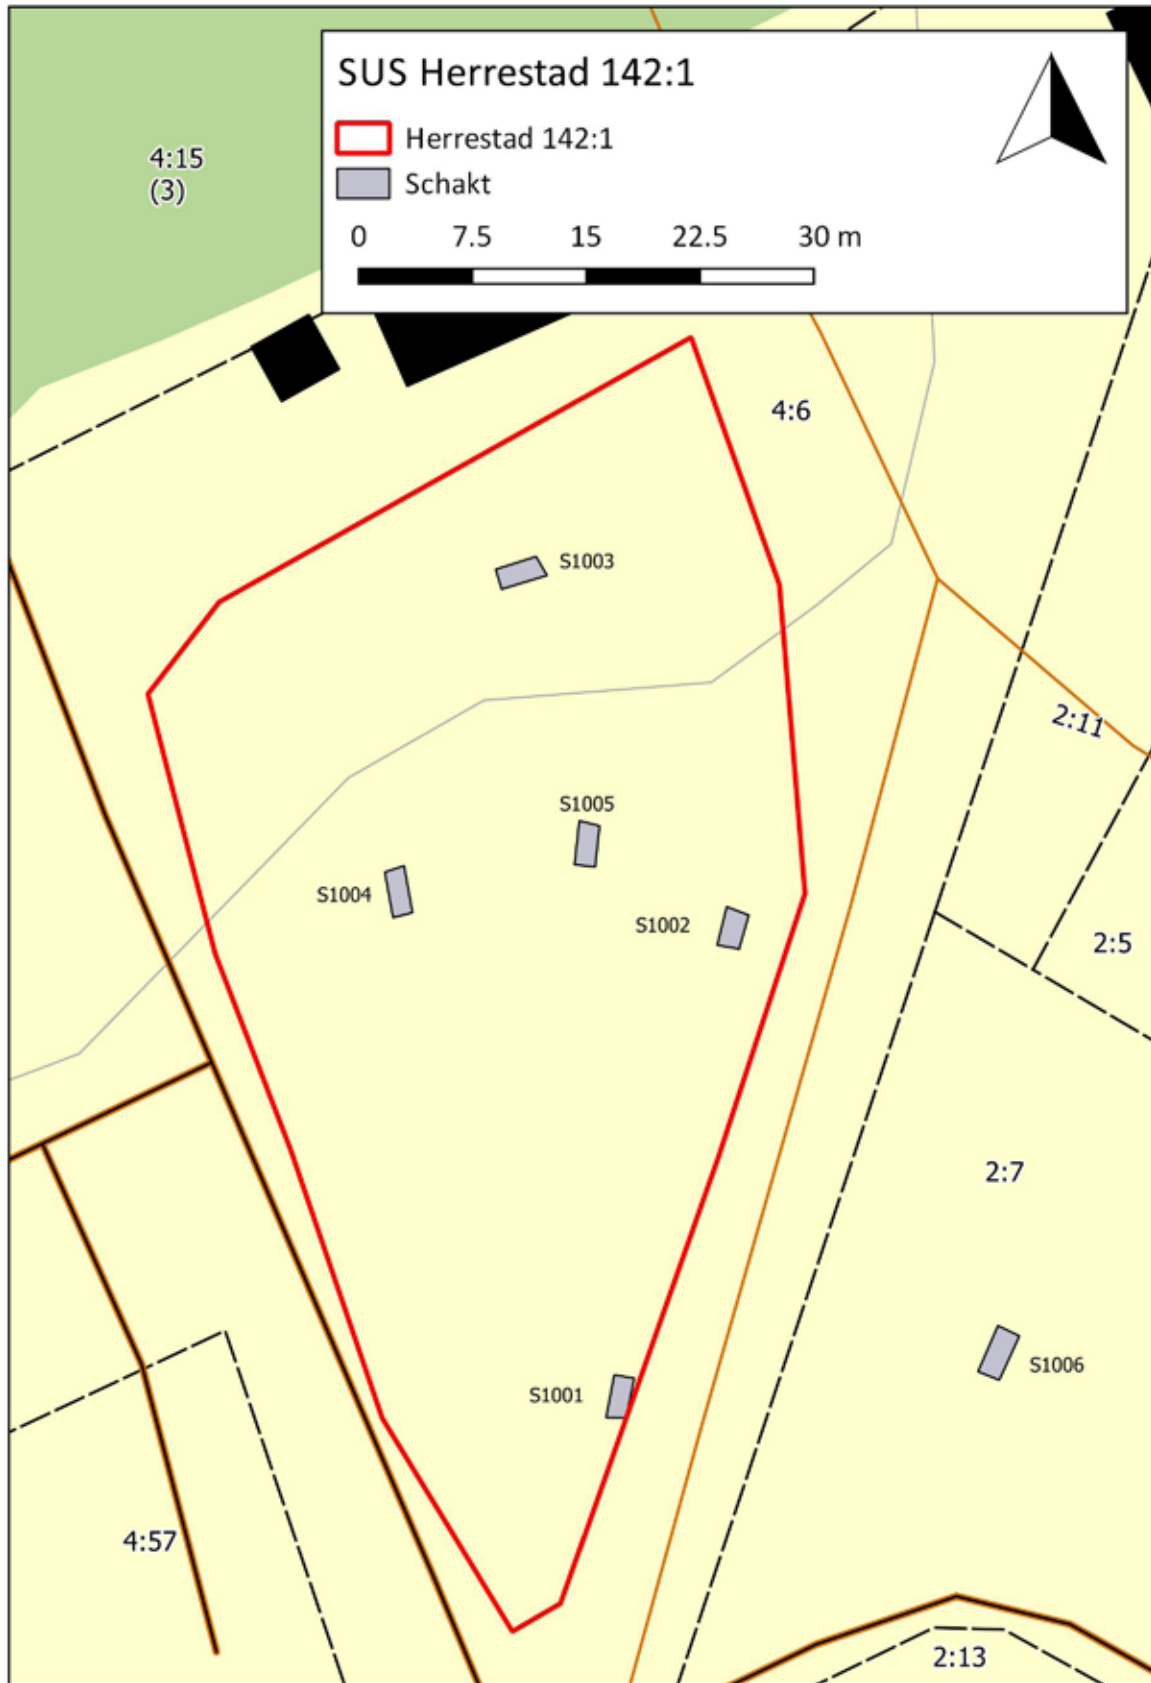 SUS Herrestad 142:1
Herrestad 142:1
Schakt
0 7.5 15 22.5 30 m
4:15
(3)
4:6
S1003
2:11
S1005
S1004
S1002
2:5
2:7
S1006
S1001
4:57
2:13